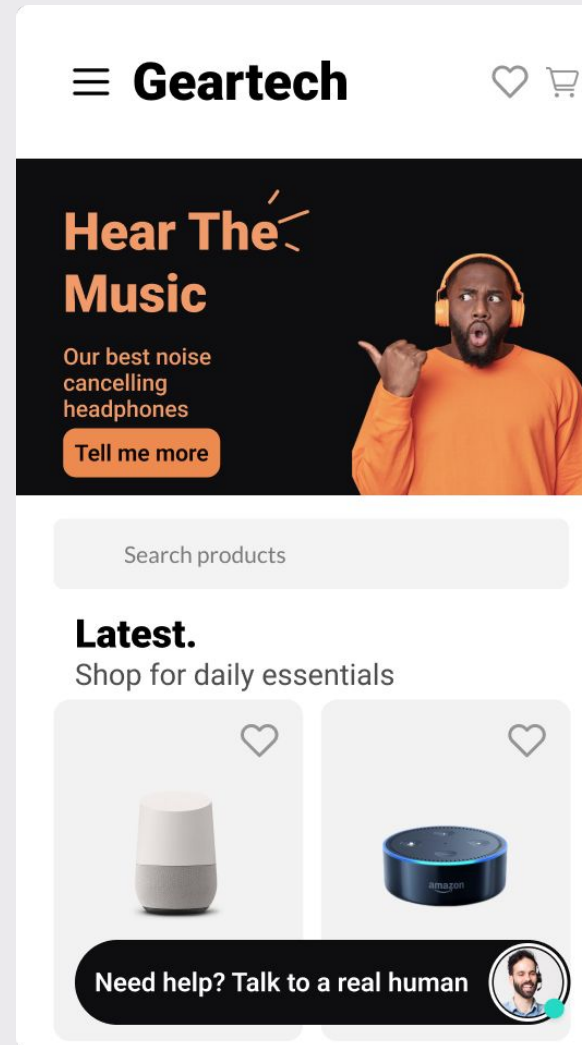 Geartech
Hear The
Music
Our best noise
cancelling
headphones
Tell me more
Search products
Latest.
Shop for daily essentials
amazon
Need help? Talk to a real human